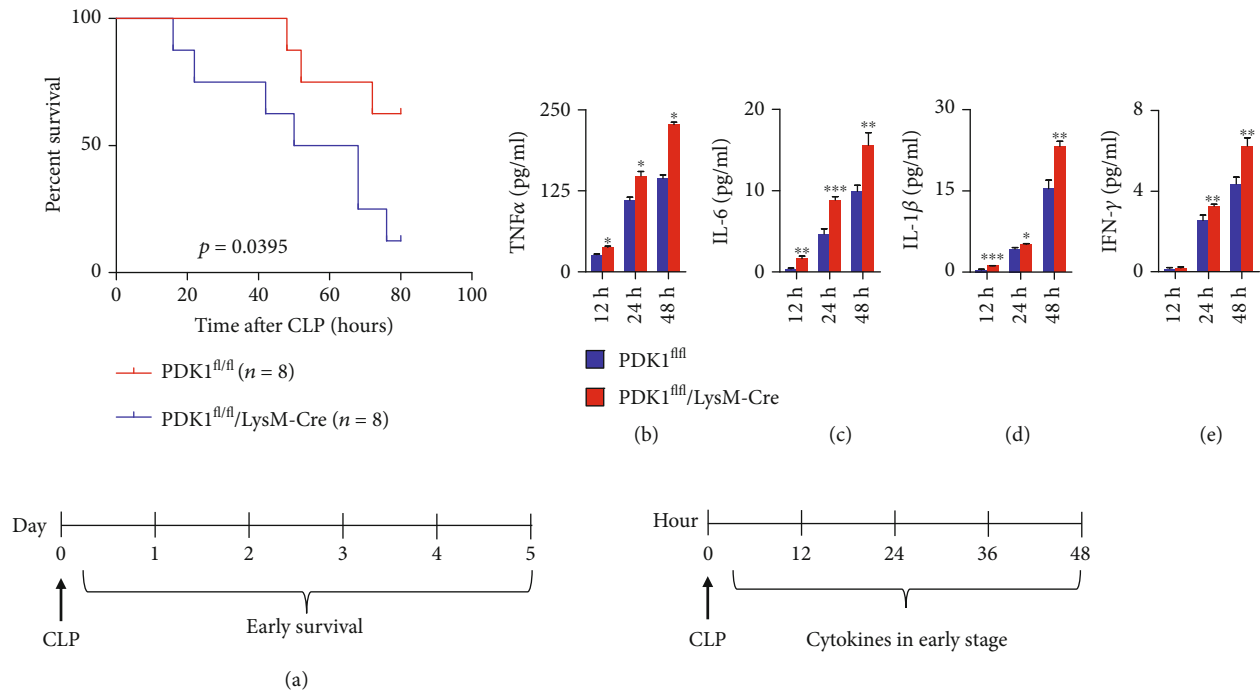 100
50
0
Percent survival
p = 0.0395
0 20 40 60 80 100
Time after CLP (hours)
PDK1fl/fl (n = 8)
PDK1fl/fl/LysM-Cre (n = 8)
250
125
0
TNFα (pg/ml)
* * *
12 h 24 h 48 h
(b)
20
10
0
IL-6 (pg/ml)
** *** **
12 h 24 h 48 h
(c)
30
15
0
IL-1β (pg/ml)
*** * **
12 h 24 h 48 h
(d)
8
4
0
IFN-γ (pg/ml)
** **
12 h 24 h 48 h
(e)
PDK1flfl
PDK1flfl/LysM-Cre
Day
0 1 2 3 4 5
CLP
Early survival
(a)
Hour
0 12 24 36 48
CLP
Cytokines in early stage